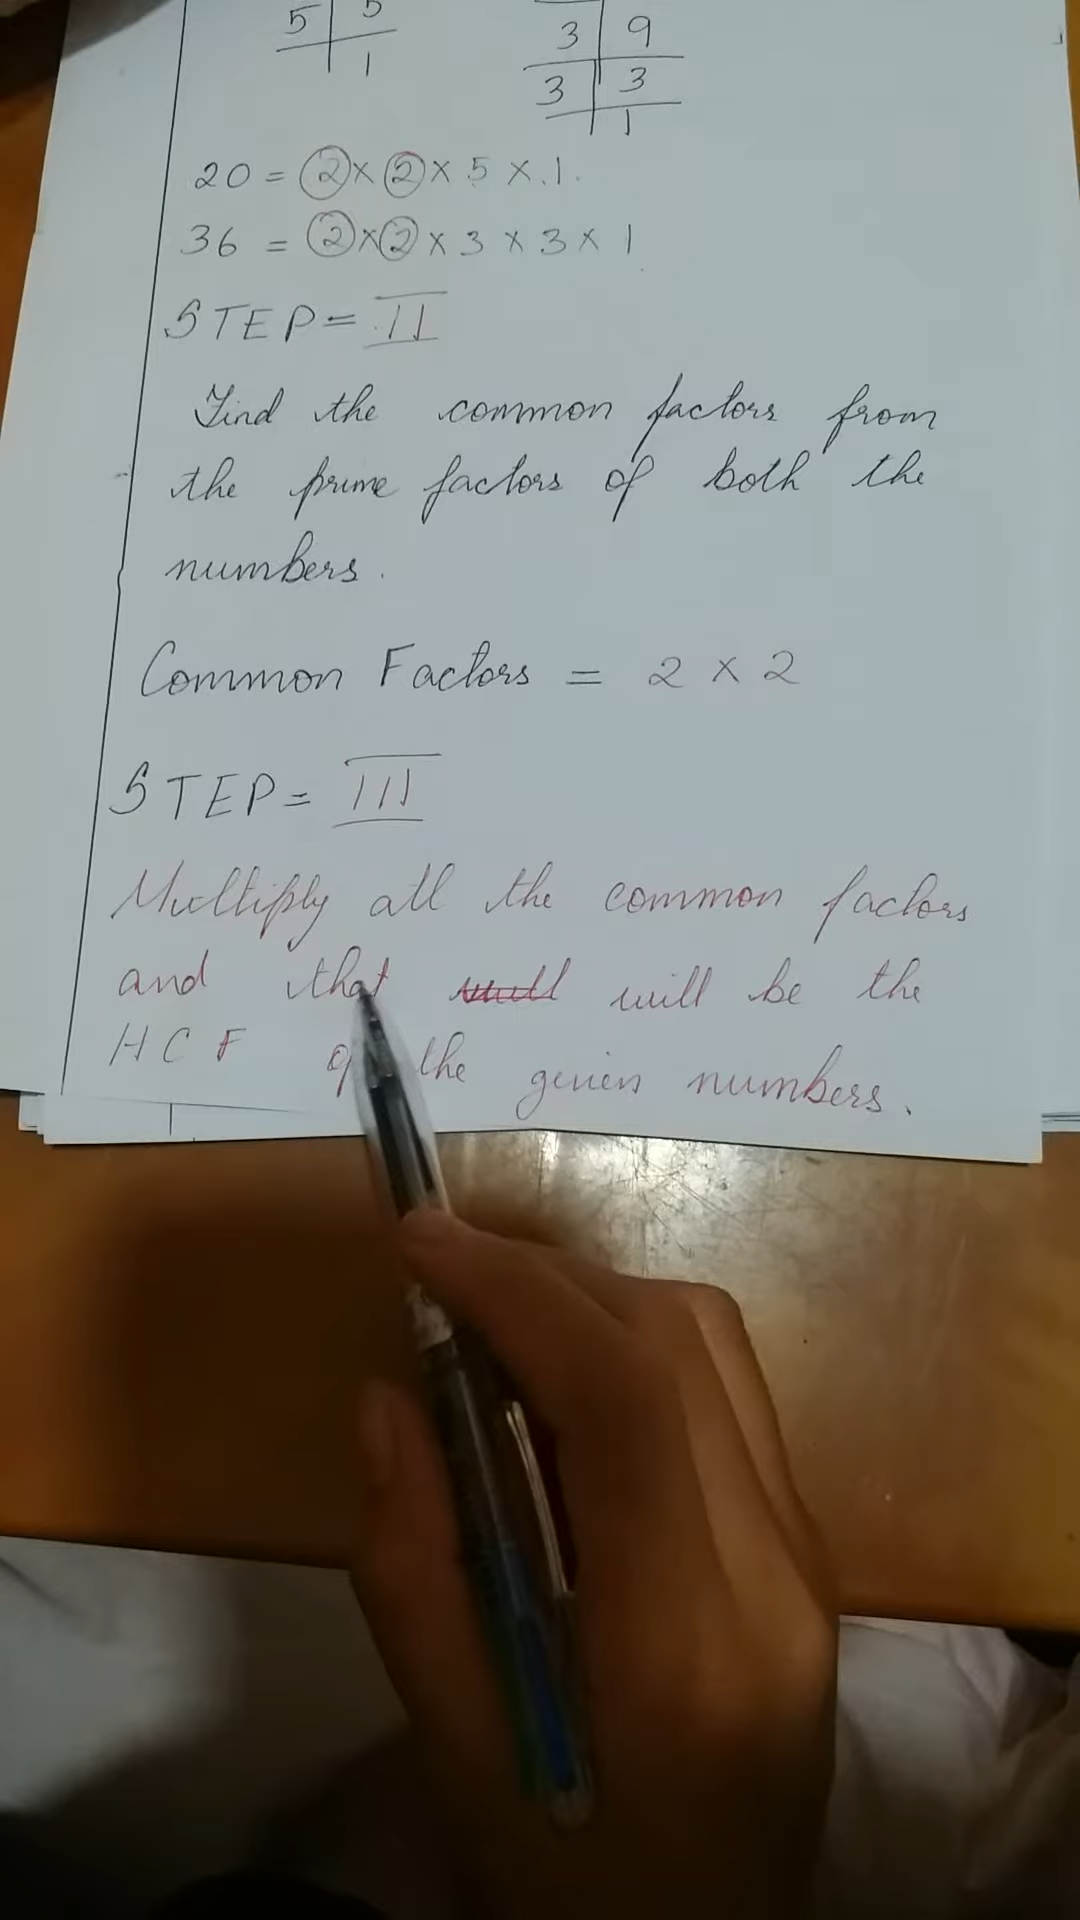 5 5
1
3 9
3 3
1
20 = 2 × 2 × 5 × 1.
36 = 2 × 2 × 3 × 3 × 1
STEP = II
Find the common factors from
the prime factors of both the
numbers.
Common Factors = 2 × 2
STEP = III
Multiply all the common factors
and that will be the
HCF of the given numbers.